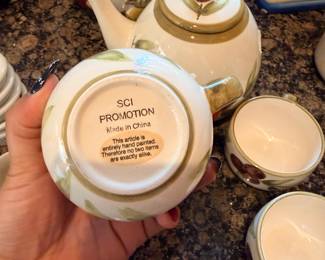 SCI
PROMOTION
Made in China
This article is
entirely hand painted.
Therefore no two items
are exactly alike.